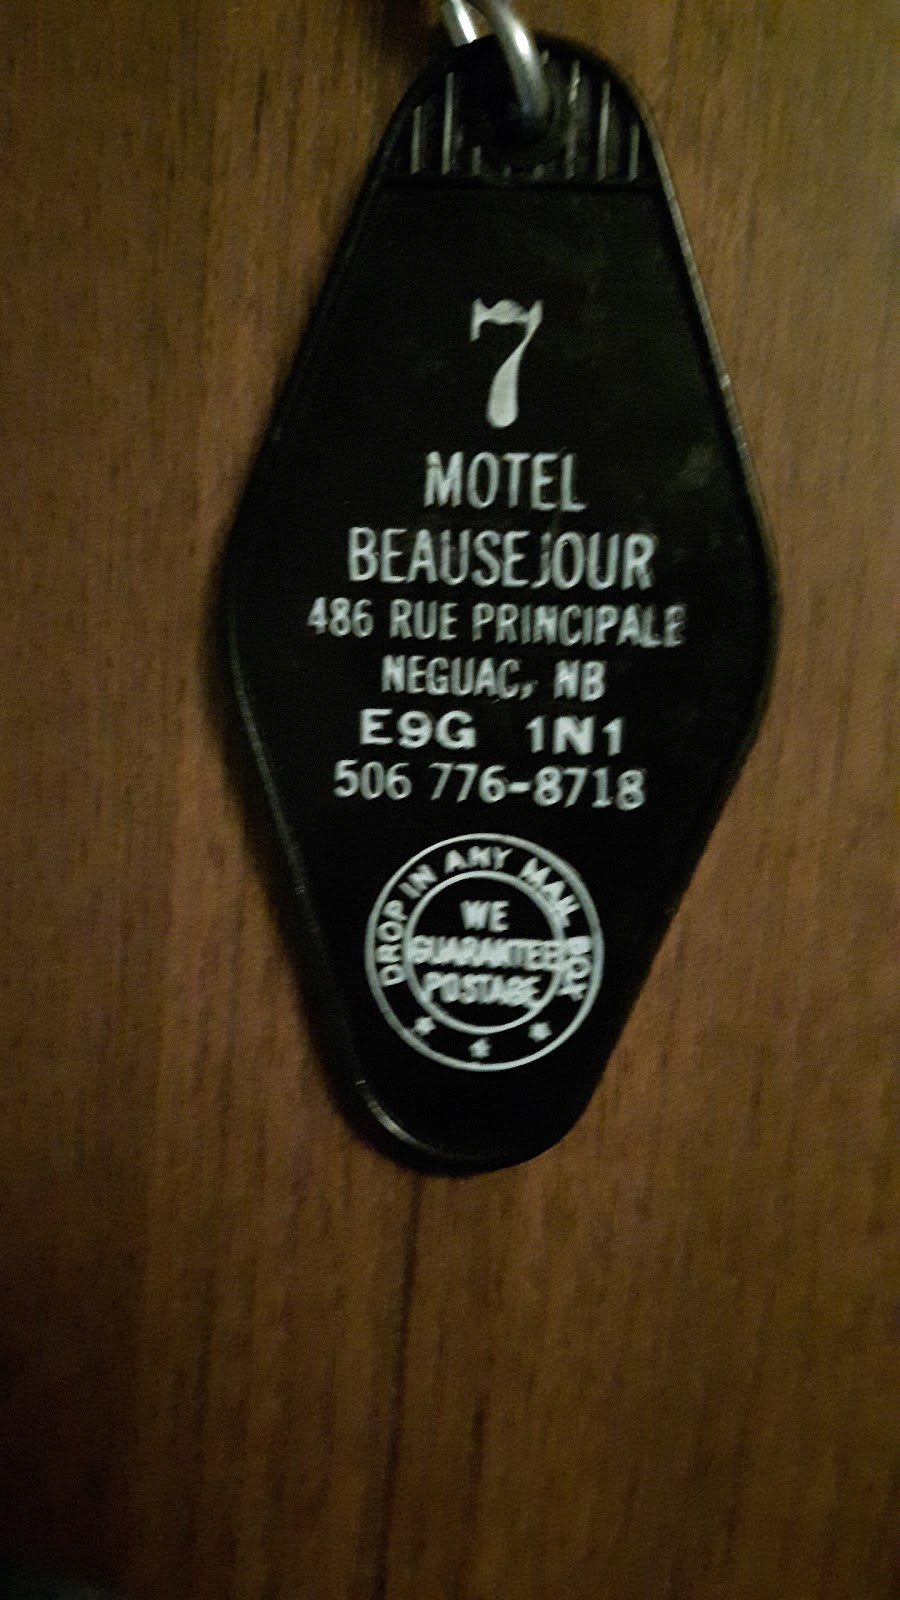 7
MOTEL
BEAUSEJOUR
486 RUE PRINCIPALE
NEGUAC, NB
E9G 1N1
506 776-8718
DROP IN ANY MAIL BOX
WE
GUARANTEE
POSTAGE